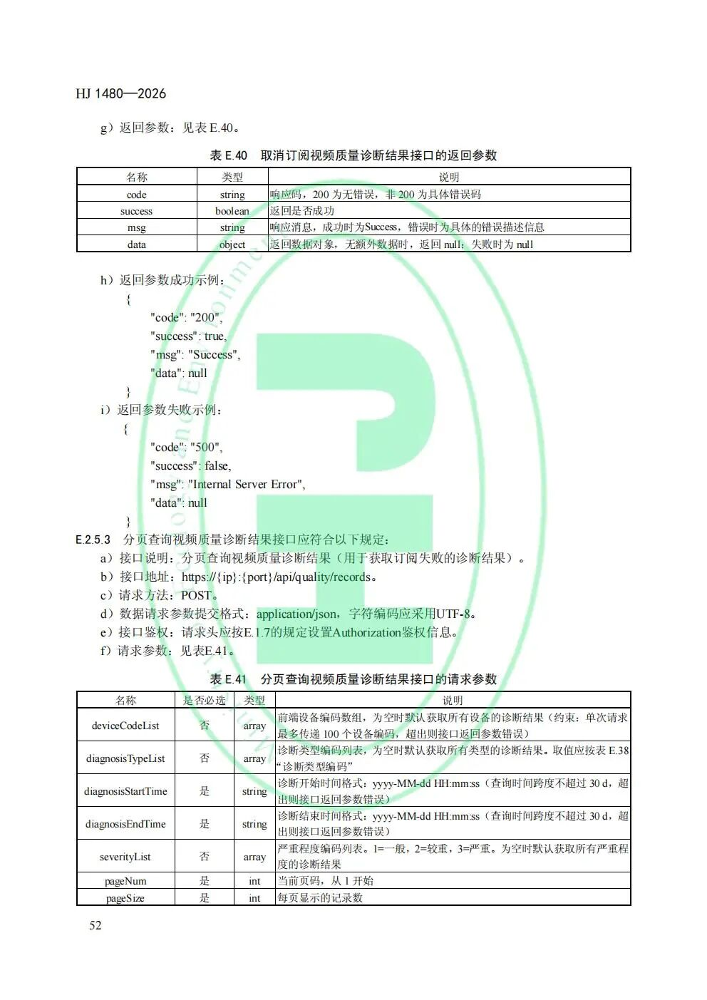 HJ 1480—2026
g）返回参数：见表 E.40。
表 E.40 取消订阅视频质量诊断结果接口的返回参数
名称 类型 说明
code string 响应码，200 为无错误，非 200 为具体错误码
success boolean 返回是否成功
msg string 响应消息，成功时为Success，错误时为具体的错误描述信息
data object 返回数据对象，无额外数据时，返回 null；失败时为 null
h）返回参数成功示例：
{
"code": "200",
"success": true,
"msg": "Success",
"data": null
}
i）返回参数失败示例：
{
"code": "500",
"success": false,
"msg": "Internal Server Error",
"data": null
}
E.2.5.3 分页查询视频质量诊断结果接口应符合以下规定：
a）接口说明：分页查询视频质量诊断结果（用于获取订阅失败的诊断结果）。
b）接口地址：https://{ip}:{port}/api/quality/records。
c）请求方法：POST。
d）数据请求参数提交格式：application/json，字符编码应采用UTF-8。
e）接口鉴权：请求头应按E.1.7的规定设置Authorization鉴权信息。
f）请求参数：见表E.41。
表 E.41 分页查询视频质量诊断结果接口的请求参数
名称 是否必选 类型 说明
deviceCodeList 否 array 前端设备编码数组，为空时默认获取所有设备的诊断结果（约束：单次请求
最多传递 100 个设备编码，超出则接口返回参数错误）
diagnosisTypeList 否 array 诊断类型编码列表，为空时默认获取所有类型的诊断结果。取值应按表 E.38
“诊断类型编码”
diagnosisStartTime 是 string 诊断开始时间格式：yyyy-MM-dd HH:mm:ss（查询时间跨度不超过 30 d，超
出则接口返回参数错误）
diagnosisEndTime 是 string 诊断结束时间格式：yyyy-MM-dd HH:mm:ss（查询时间跨度不超过 30 d，超
出则接口返回参数错误）
severityList 否 array 严重程度编码列表。1=一般，2=较重，3=严重。为空时默认获取所有严重程
度的诊断结果
pageNum 是 int 当前页码，从 1 开始
pageSize 是 int 每页显示的记录数
52
Ministry of Ecology and Environment